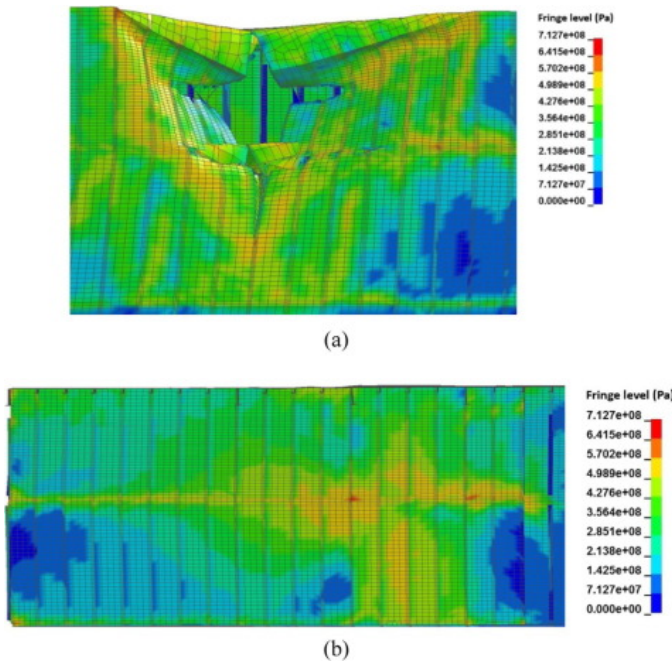 Fringe level (Pa)
7.127e+08
6.415e+08
5.702e+08
4.989e+08
4.276e+08
3.564e+08
2.851e+08
2.138e+08
1.425e+08
7.127e+07
0.000e+00
(a)
Fringe level (Pa)
7.127e+08
6.415e+08
5.702e+08
4.989e+08
4.276e+08
3.564e+08
2.851e+08
2.138e+08
1.425e+08
7.127e+07
0.000e+00
(b)